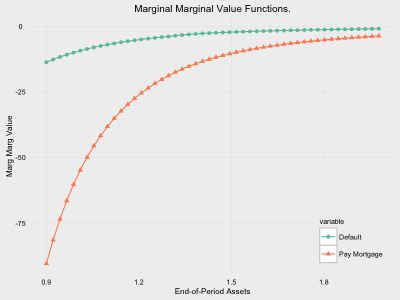 Marginal Marginal Value Functions.
Marg Marg Value
0
-25
-50
-75
0.9
1.2
1.5
1.8
End-of-Period Assets
variable
Default
Pay Mortgage